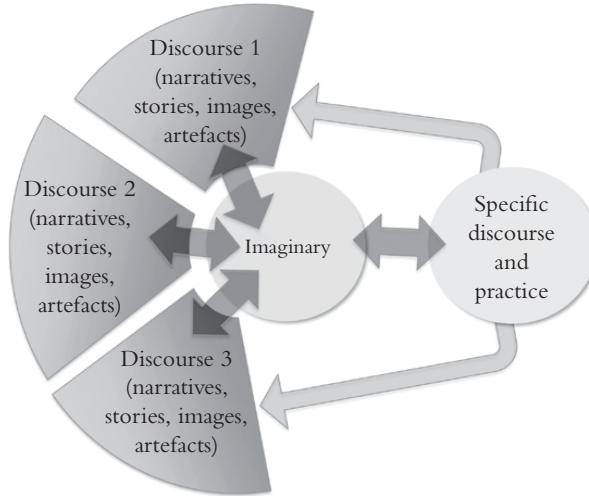 Discourse 1
(narratives,
stories, images,
artefacts)
Discourse 2
(narratives,
stories,
images,
artefacts)
Discourse 3
(narratives,
stories, images,
artefacts)
Imaginary
Specific
discourse
and
practice